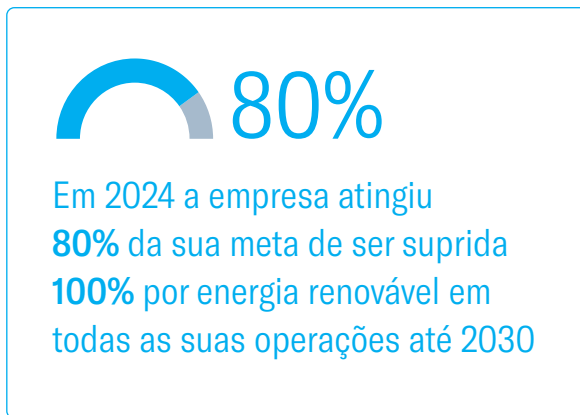 80%
Em 2024 a empresa atingiu
80% da sua meta de ser suprida
100% por energia renovável em
todas as suas operações até 2030